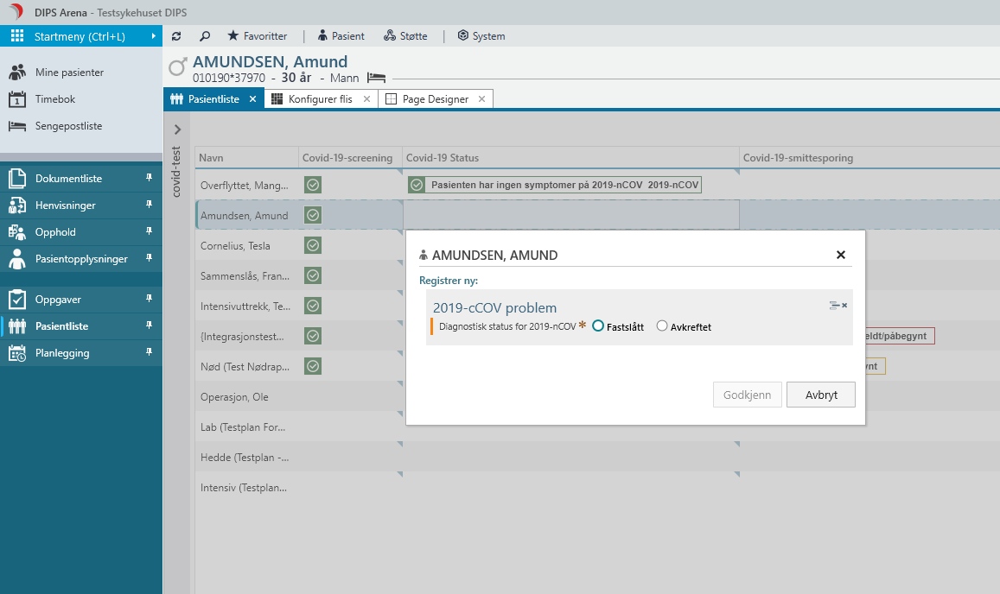 DIPS Arena - Testsykehuset DIPS
Startmeny (Ctrl+L)
Favoritter
Pasient
Støtte
System
Mine pasienter
Timebok
Sengepostliste
AMUNDSEN, Amund
010190*37970 - 30 år - Mann
Pasientliste
Konfigurer flis
Page Designer
Dokumentliste
Henvisninger
Opphold
Pasientopplysninger
Oppgaver
Pasientliste
Planlegging
covid-test
Navn Covid-19-screening Covid-19 Status Covid-19-smittesporing
Overflyttet, Mang... Pasienten har ingen symptomer på 2019-nCOV 2019-nCOV
Amundsen, Amund
Cornelius, Tesla
Sammenslås, Fran...
Intensivuttrekk, Te...
{Integrasjonstest... eldt/påbegynt
Nød (Test Nødrap... ynt
Operasjon, Ole
Lab (Testplan For...
Hedde (Testplan -...
Intensiv (Testplan...
AMUNDSEN, AMUND
Registrer ny:
2019-cCOV problem
Diagnostisk status for 2019-nCOV * Fastslått Avkreftet
Godkjenn Avbryt